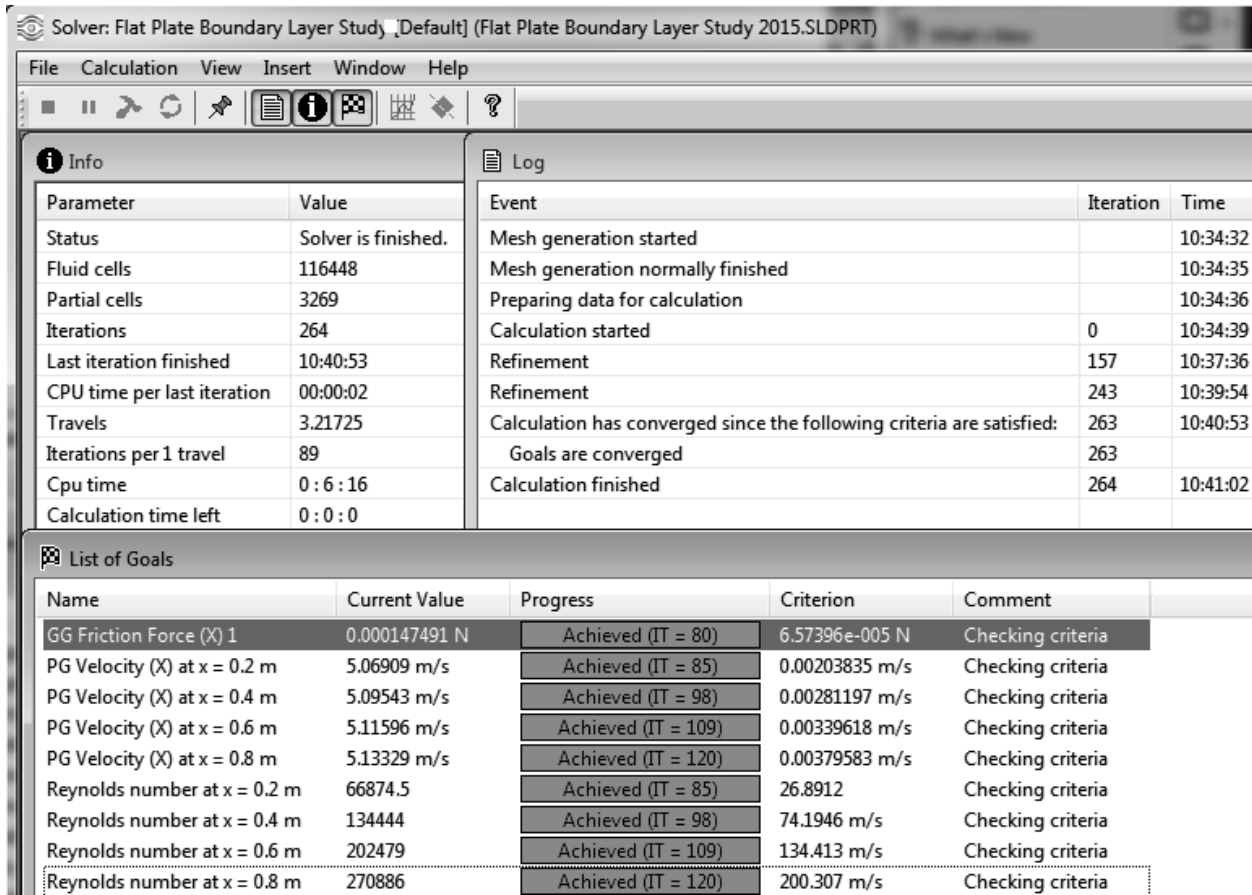 Solver: Flat Plate Boundary Layer Study [Default] (Flat Plate Boundary Layer Study 2015.SLDPRT)
File Calculation View Insert Window Help
Info
Parameter Value
Status Solver is finished.
Fluid cells 116448
Partial cells 3269
Iterations 264
Last iteration finished 10:40:53
CPU time per last iteration 00:00:02
Travels 3.21725
Iterations per 1 travel 89
Cpu time 0 : 6 : 16
Calculation time left 0 : 0 : 0
Log
Event Iteration Time
Mesh generation started 10:34:32
Mesh generation normally finished 10:34:35
Preparing data for calculation 10:34:36
Calculation started 0 10:34:39
Refinement 157 10:37:36
Refinement 243 10:39:54
Calculation has converged since the following criteria are satisfied: 263 10:40:53
Goals are converged 263
Calculation finished 264 10:41:02
List of Goals
Name Current Value Progress Criterion Comment
GG Friction Force (X) 1 0.000147491 N Achieved (IT = 80) 6.57396e-005 N Checking criteria
PG Velocity (X) at x = 0.2 m 5.06909 m/s Achieved (IT = 85) 0.00203835 m/s Checking criteria
PG Velocity (X) at x = 0.4 m 5.09543 m/s Achieved (IT = 98) 0.00281197 m/s Checking criteria
PG Velocity (X) at x = 0.6 m 5.11596 m/s Achieved (IT = 109) 0.00339618 m/s Checking criteria
PG Velocity (X) at x = 0.8 m 5.13329 m/s Achieved (IT = 120) 0.00379583 m/s Checking criteria
Reynolds number at x = 0.2 m 66874.5 Achieved (IT = 85) 26.8912 Checking criteria
Reynolds number at x = 0.4 m 134444 Achieved (IT = 98) 74.1946 m/s Checking criteria
Reynolds number at x = 0.6 m 202479 Achieved (IT = 109) 134.413 m/s Checking criteria
Reynolds number at x = 0.8 m 270886 Achieved (IT = 120) 200.307 m/s Checking criteria